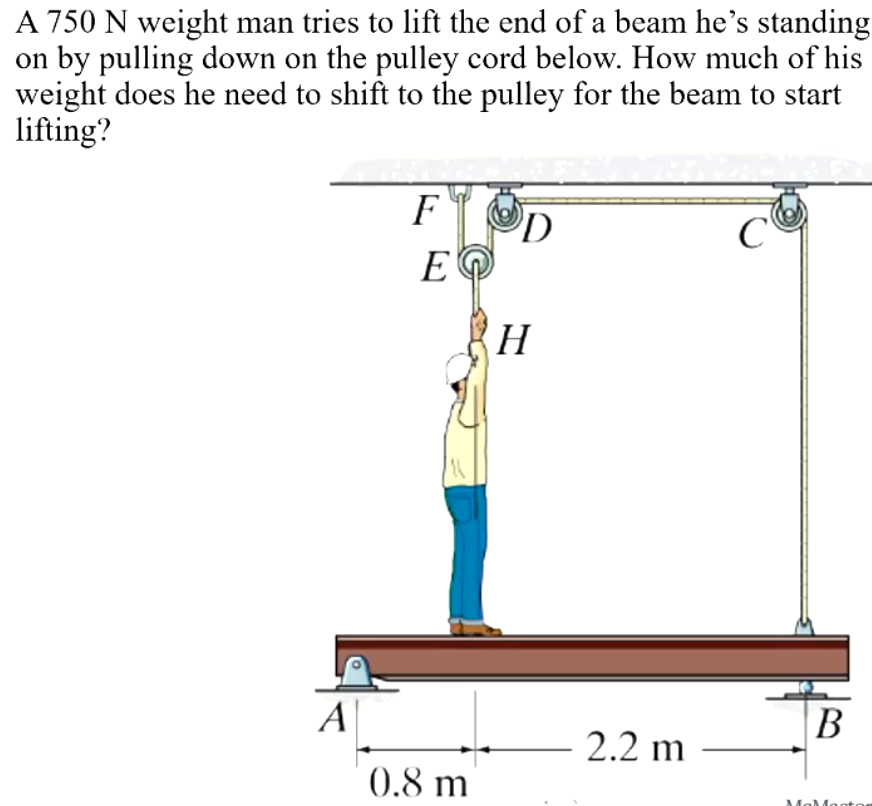 A 750 N weight man tries to lift the end of a beam he's standing
on by pulling down on the pulley cord below. How much of his
weight does he need to shift to the pulley for the beam to start
lifting?
F
D
C
E
H
A
B
2.2 m
0.8 m